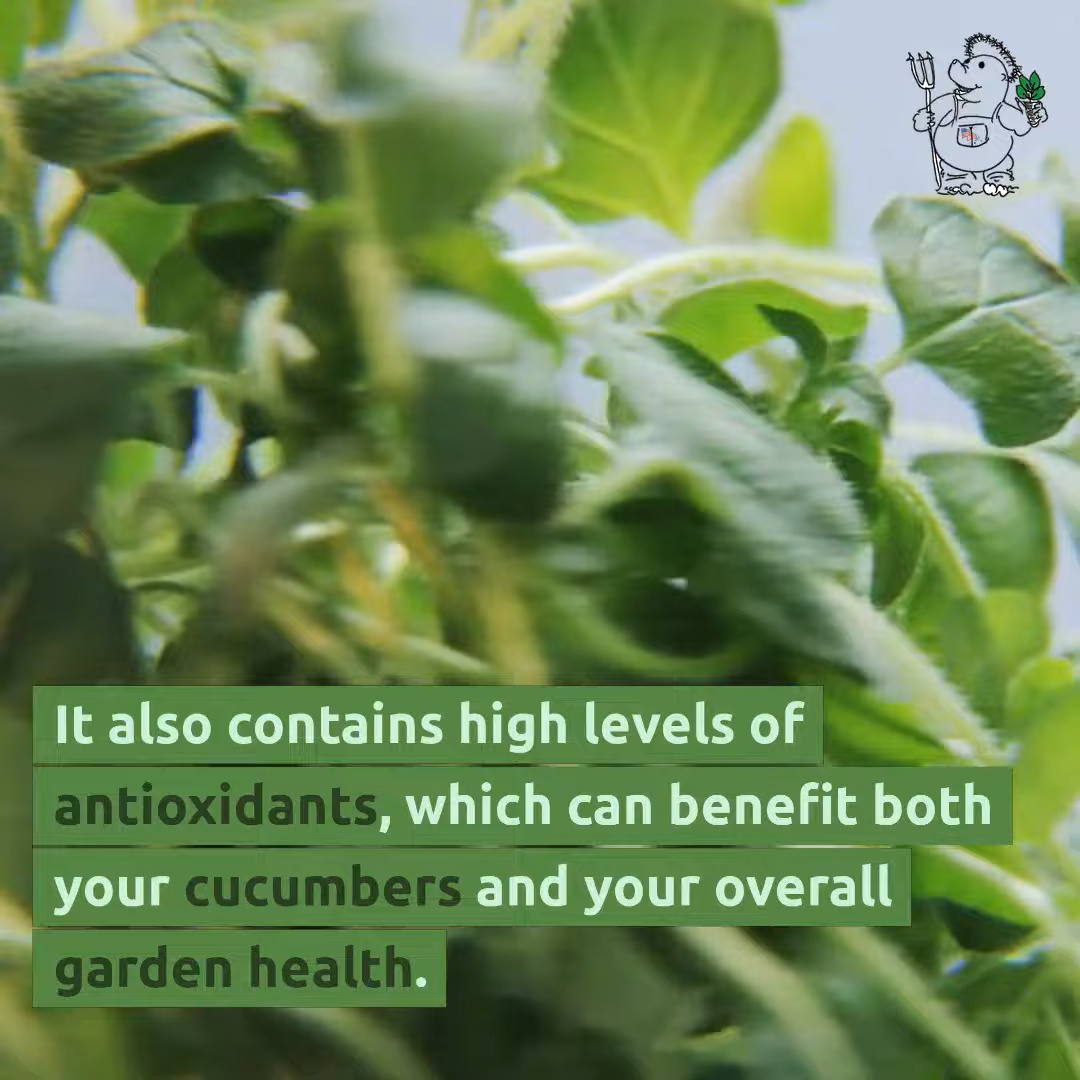 It also contains high levels of
antioxidants, which can benefit both
your cucumbers and your overall
garden health.